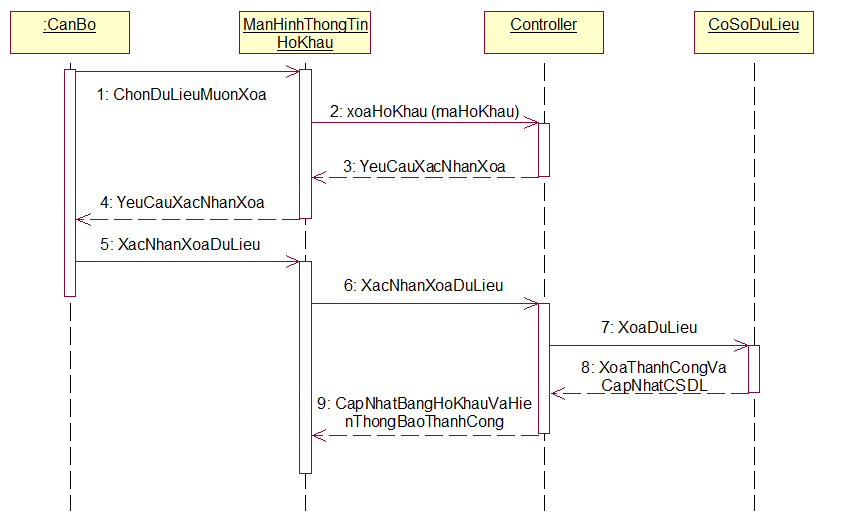 :CanBo
ManHinhThongTin
HoKhau
Controller
CoSoDuLieu
1: ChonDuLieuMuonXoa
2: xoaHoKhau (maHoKhau)
3: YeuCauXacNhanXoa
4: YeuCauXacNhanXoa
5: XacNhanXoaDuLieu
6: XacNhanXoaDuLieu
7: XoaDuLieu
8: XoaThanhCongVa
CapNhatCSDL
9: CapNhatBangHoKhauVaHie
nThongBaoThanhCong